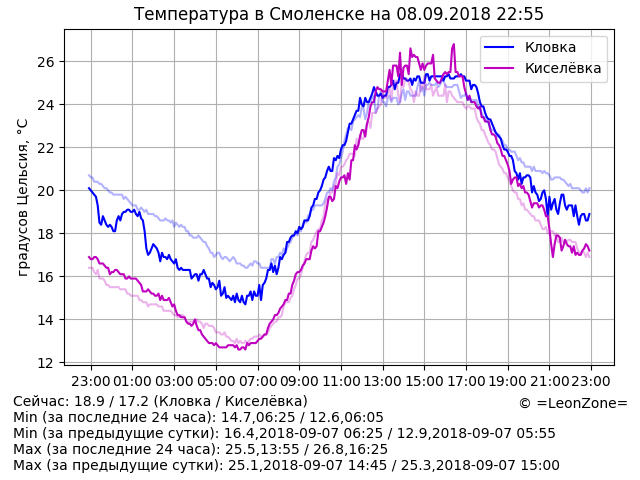 Температура в Смоленске на 08.09.2018 22:55
градусов Цельсия, °C
26
24
22
20
18
16
14
12
Кловка
Киселёвка
23:00 01:00 03:00 05:00 07:00 09:00 11:00 13:00 15:00 17:00 19:00 21:00 23:00
Сейчас: 18.9 / 17.2 (Кловка / Киселёвка)
© =LeonZone=
Min (за последние 24 часа): 14.7,06:25 / 12.6,06:05
Min (за предыдущие сутки): 16.4,2018-09-07 06:25 / 12.9,2018-09-07 05:55
Max (за последние 24 часа): 25.5,13:55 / 26.8,16:25
Max (за предыдущие сутки): 25.1,2018-09-07 14:45 / 25.3,2018-09-07 15:00